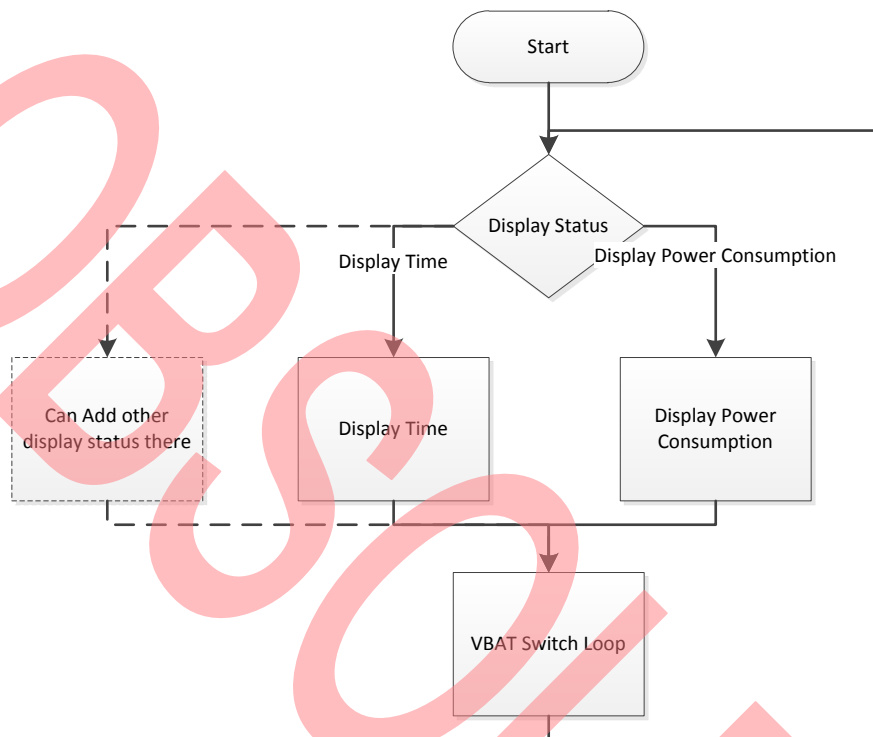 Start
Display Status
Display Time
Display Power Consumption
Can Add other
display status there
Display Time
Display Power
Consumption
VBAT Switch Loop
OBSOL